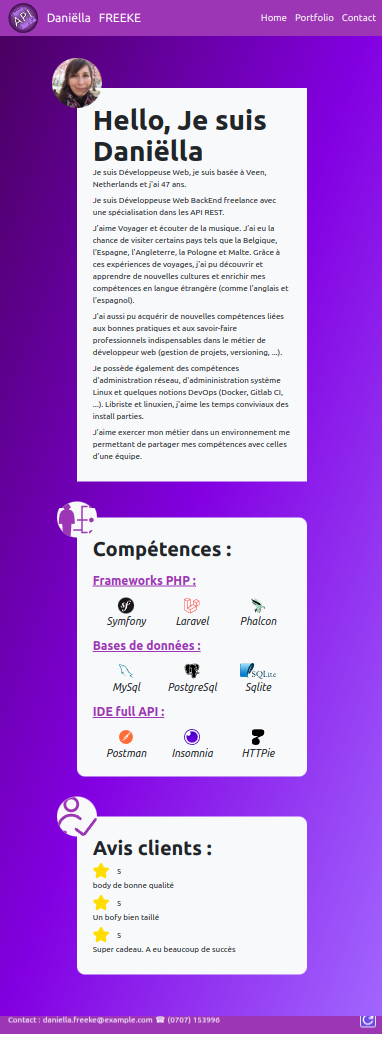 API
Daniëlla FREEKE
Home Portfolio Contact
Hello, Je suis
Daniëlla
Je suis Développeuse Web, je suis basée à Veen,
Netherlands et j'ai 47 ans.
Je suis Développeuse Web BackEnd freelance avec
une spécialisation dans les API REST.
J'aime Voyager et écouter de la musique. J'ai eu la
chance de visiter certains pays tels que la Belgique,
l'Espagne, l'Angleterre, la Pologne et Malte. Grâce à
ces expériences de voyages, j'ai pu découvrir et
apprendre de nouvelles cultures et enrichir mes
compétences en langue étrangère (comme l'anglais et
l'espagnol).
J'ai aussi pu acquérir de nouvelles compétences liées
aux bonnes pratiques et aux savoir-faire
professionnels indispensables dans le métier de
développeur web (gestion de projets, versioning, ...).
Je possède également des compétences
d'administration réseau, d'admininistration système
Linux et quelques notions DevOps (Docker, Gitlab CI,
...). Libriste et linuxien, j'aime les temps conviviaux des
install parties.
J'aime exercer mon métier dans un environnement me
permettant de partager mes compétences avec celles
d'une équipe.
Compétences :
Frameworks PHP :
Symfony Laravel Phalcon
Bases de données :
SQLite
MySql PostgreSql Sqlite
IDE full API :
Postman Insomnia HTTPie
Avis clients :
5
body de bonne qualité
5
Un bofy bien taillé
5
Super cadeau. A eu beaucoup de succès
Contact : daniella.freeke@example.com ☎ (0707) 153996